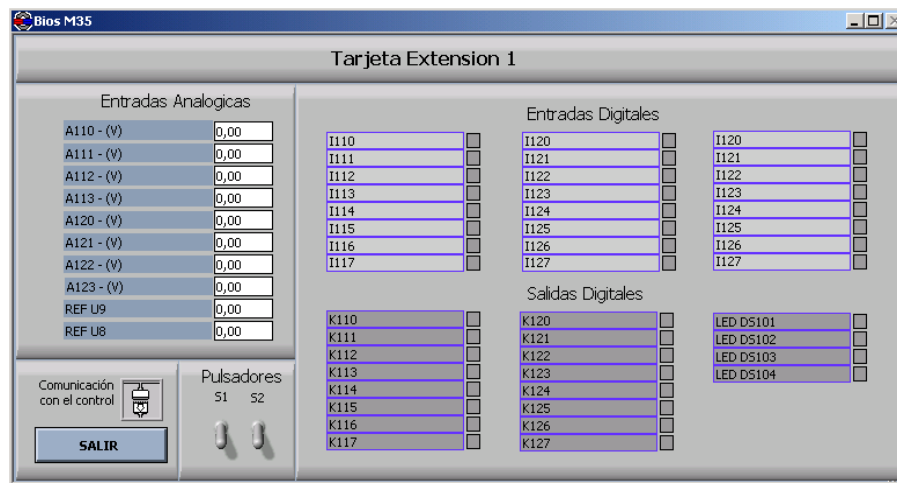 Bios M35
Tarjeta Extension 1
Entradas Analogicas
A110 - (V) 0,00
A111 - (V) 0,00
A112 - (V) 0,00
A113 - (V) 0,00
A120 - (V) 0,00
A121 - (V) 0,00
A122 - (V) 0,00
A123 - (V) 0,00
REF U9 0,00
REF U8 0,00
Comunicación
con el control
SALIR
Pulsadores
S1 S2
Entradas Digitales
I110 I120 I120
I111 I121 I121
I112 I122 I122
I113 I123 I123
I114 I124 I124
I115 I125 I125
I116 I126 I126
I117 I127 I127
Salidas Digitales
K110 K120 LED DS101
K111 K121 LED DS102
K112 K122 LED DS103
K113 K123 LED DS104
K114 K124
K115 K125
K116 K126
K117 K127